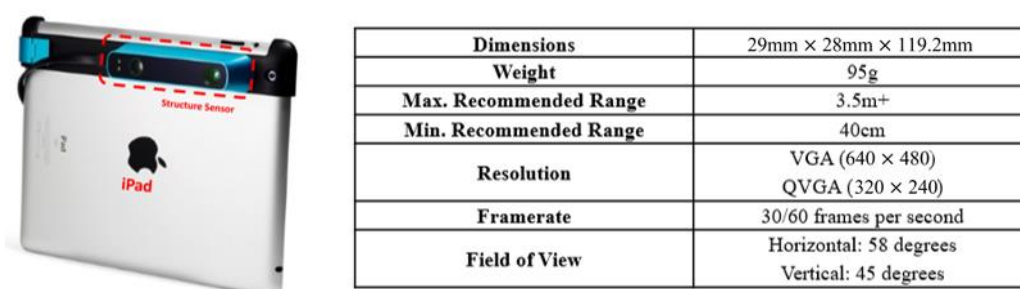 Structure Sensor
iPad
iPad
Dimensions 29mm × 28mm × 119.2mm
Weight 95g
Max. Recommended Range 3.5m+
Min. Recommended Range 40cm
Resolution VGA (640 × 480)
QVGA (320 × 240)
Framerate 30/60 frames per second
Field of View Horizontal: 58 degrees
Vertical: 45 degrees